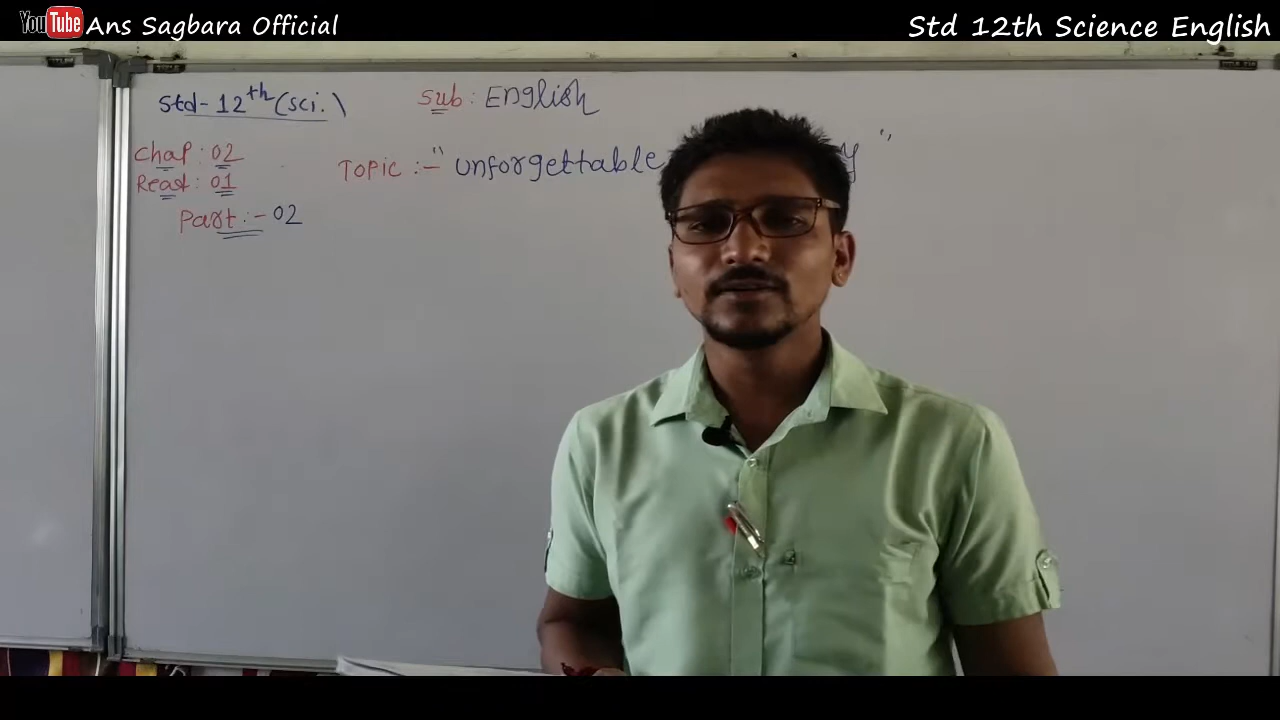 YouTube Ans Sagbara Official
Std 12th Science English
Std-12th (sci.)
Sub: English
Chap: 02
Read: 01
Topic :- "unforgettable y"
Part :- 02